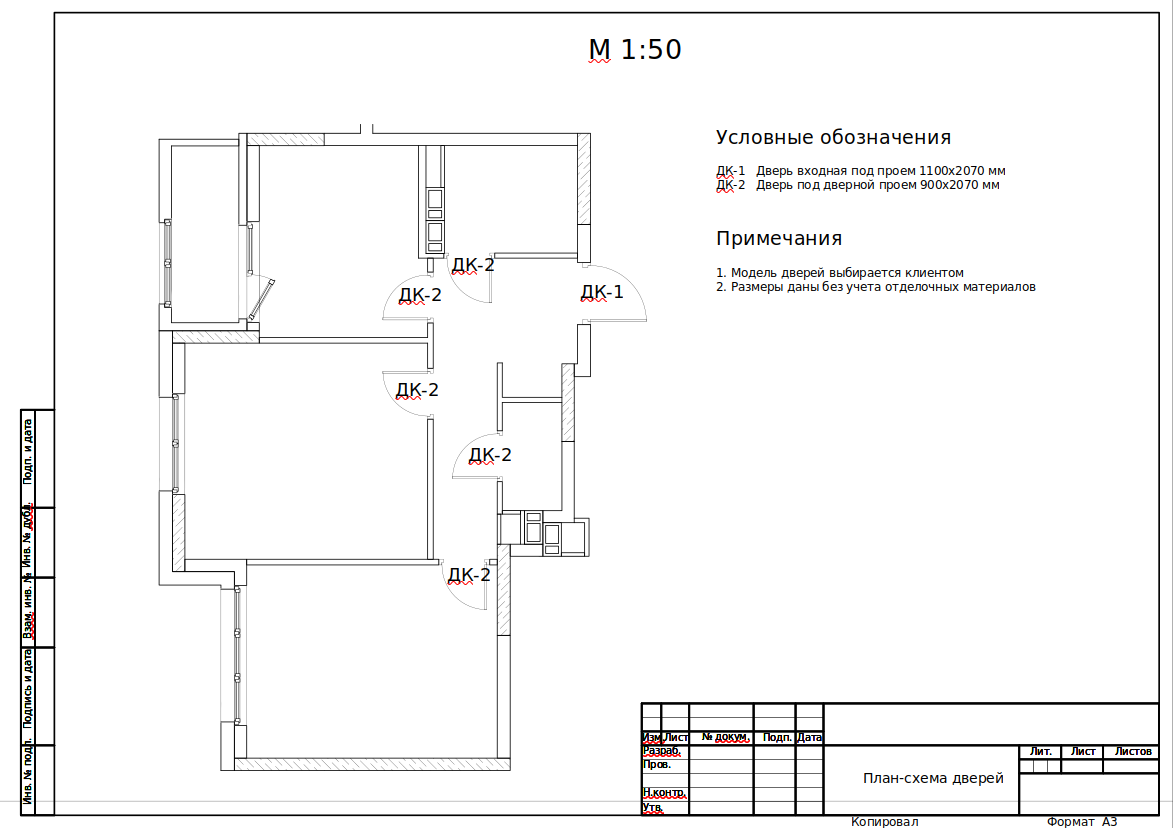 М 1:50
Условные обозначения
ДК-1 Дверь входная под проем 1100х2070 мм
ДК-2 Дверь под дверной проем 900х2070 мм
Примечания
1. Модель дверей выбирается клиентом
2. Размеры даны без учета отделочных материалов
ДК-2
ДК-2
ДК-1
ДК-2
ДК-2
ДК-2
Подп. и дата
Инв. № дубл.
Взам. инв. №
Подпись и дата
Инв. № подл.
Изм. Лист № докум. Подп. Дата
Разраб.
Пров.
Н.контр.
Утв.
План-схема дверей
Лит. Лист Листов
Копировал Формат А3